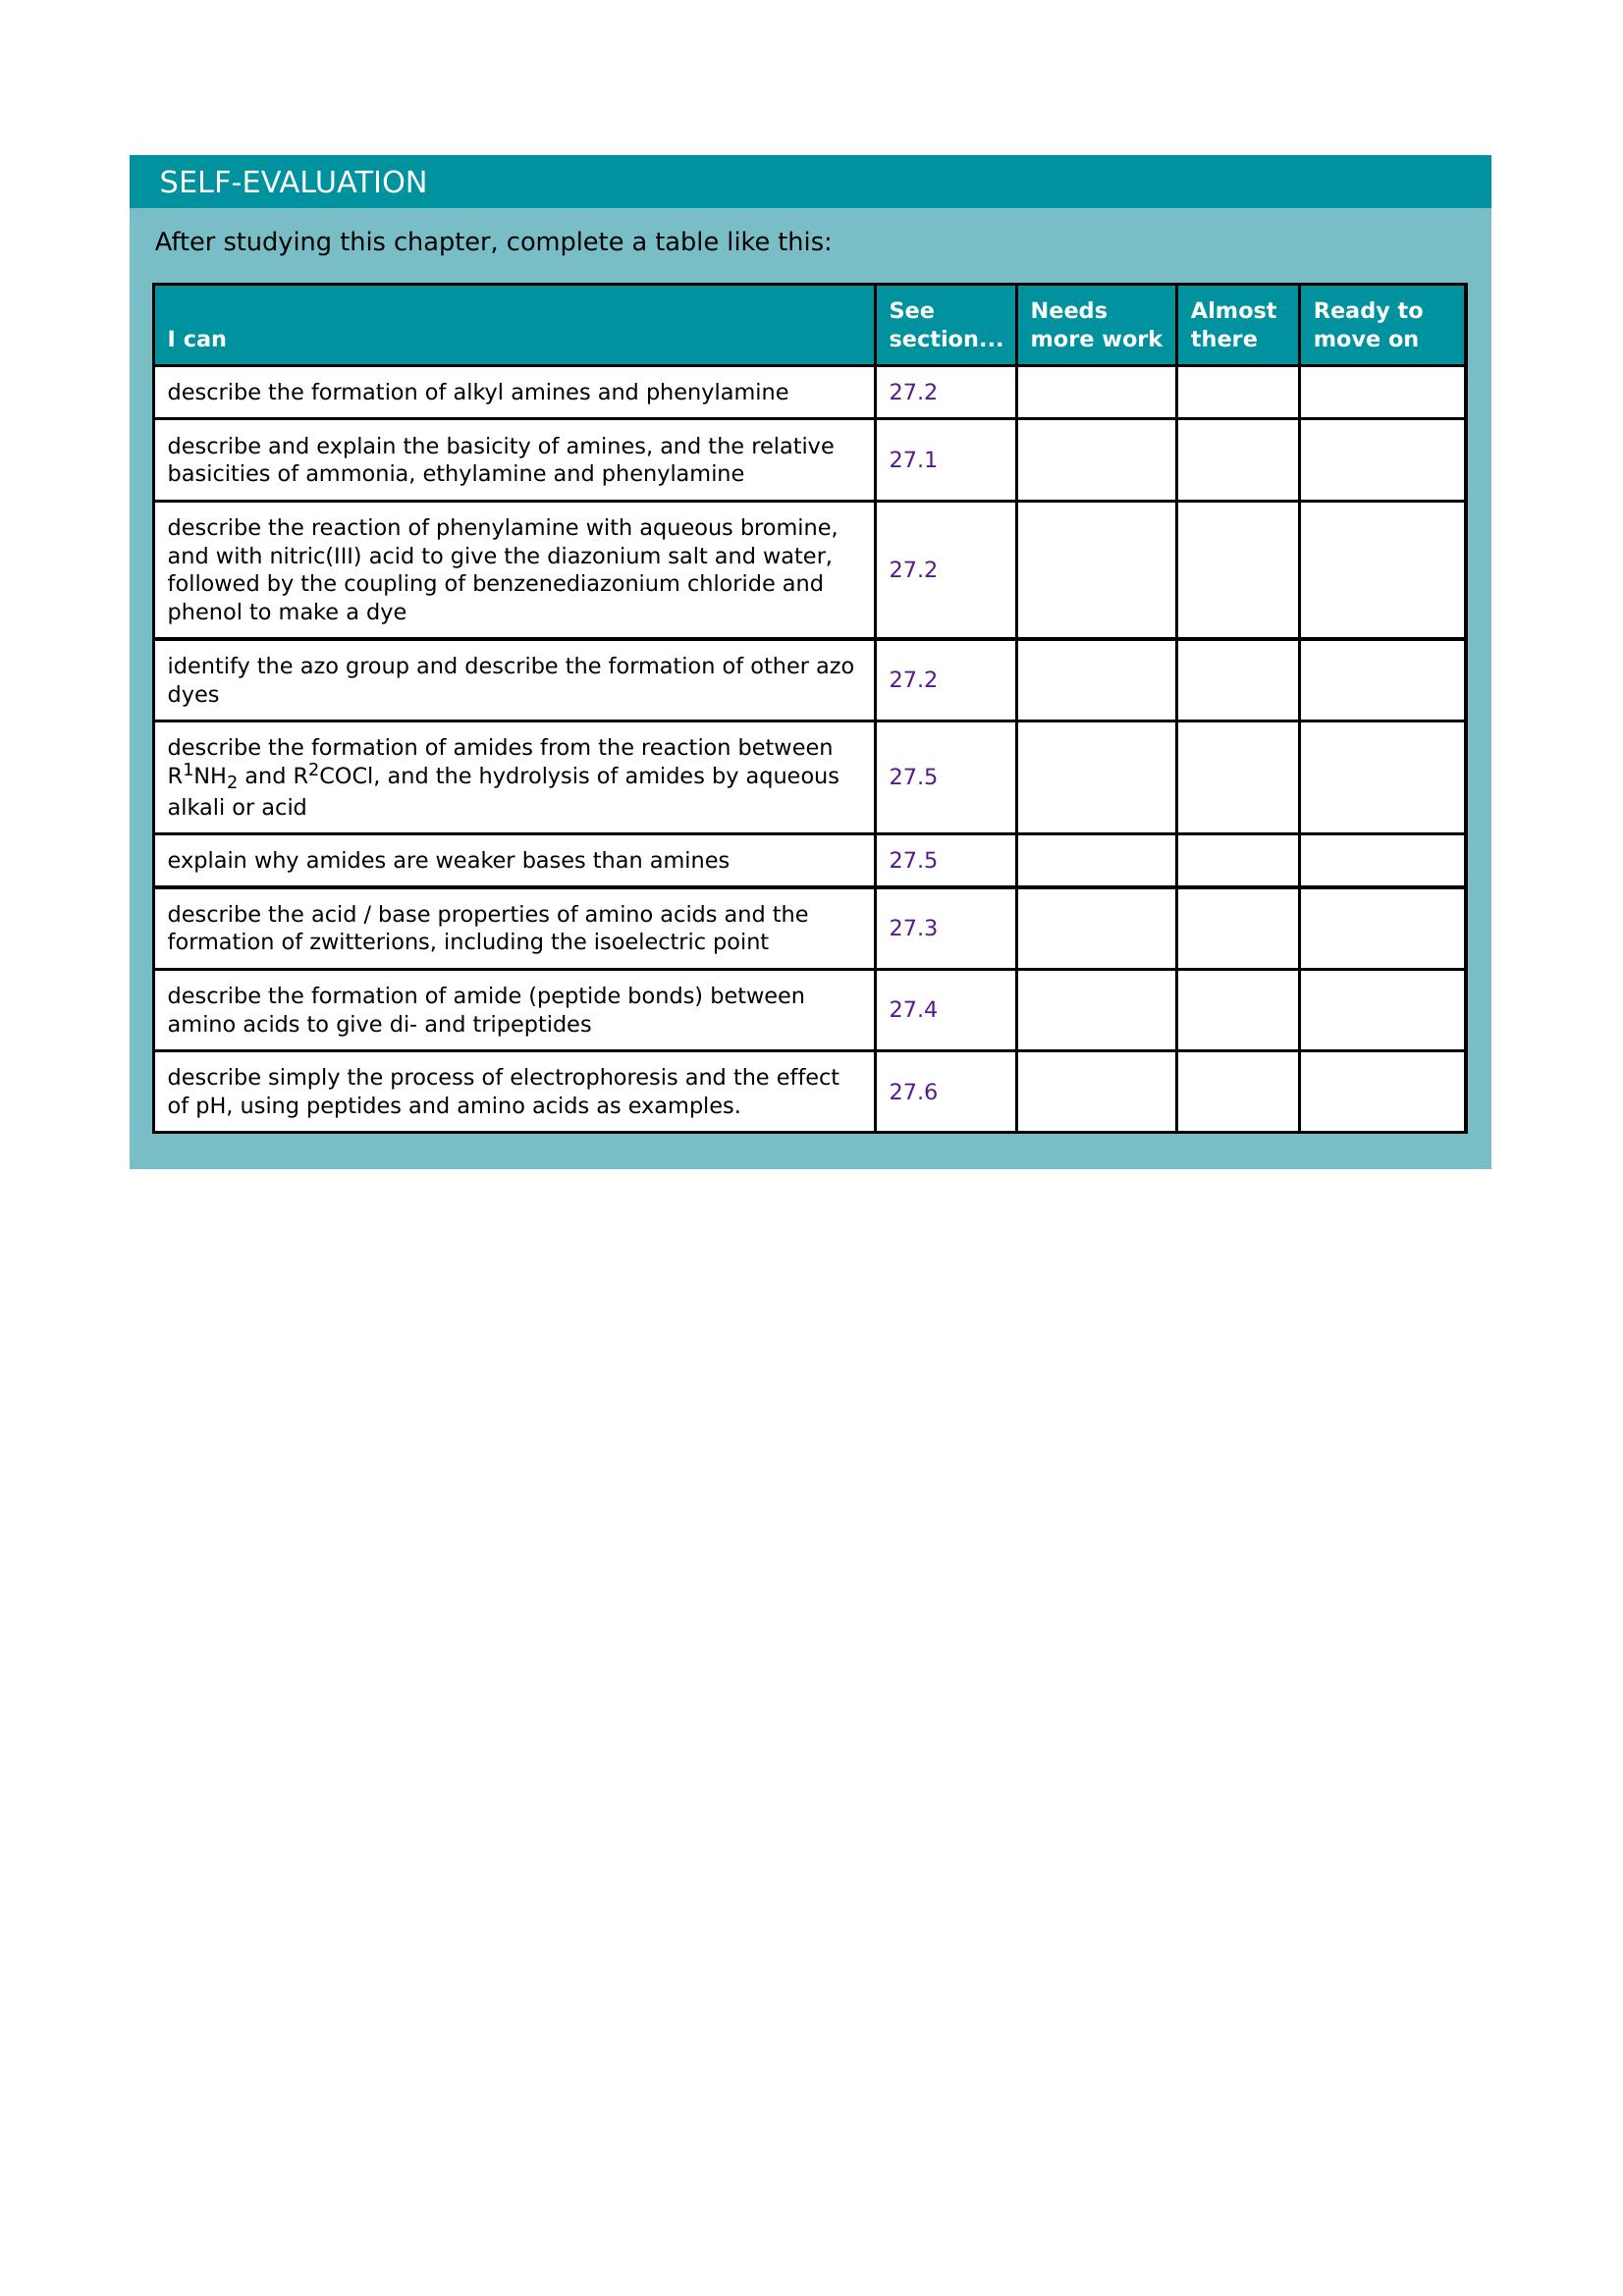 SELF-EVALUATION
After studying this chapter, complete a table like this:
I can
See
section...
Needs
more work
Almost
there
Ready to
move on
describe the formation of alkyl amines and phenylamine
27.2
describe and explain the basicity of amines, and the relative
basicities of ammonia, ethylamine and phenylamine
27.1
describe the reaction of phenylamine with aqueous bromine,
and with nitric(III) acid to give the diazonium salt and water,
followed by the coupling of benzenediazonium chloride and
phenol to make a dye
27.2
identify the azo group and describe the formation of other azo
dyes
27.2
describe the formation of amides from the reaction between
R¹NH₂ and R²COCl, and the hydrolysis of amides by aqueous
alkali or acid
27.5
explain why amides are weaker bases than amines
27.5
describe the acid / base properties of amino acids and the
formation of zwitterions, including the isoelectric point
27.3
describe the formation of amide (peptide bonds) between
amino acids to give di- and tripeptides
27.4
describe simply the process of electrophoresis and the effect
of pH, using peptides and amino acids as examples.
27.6